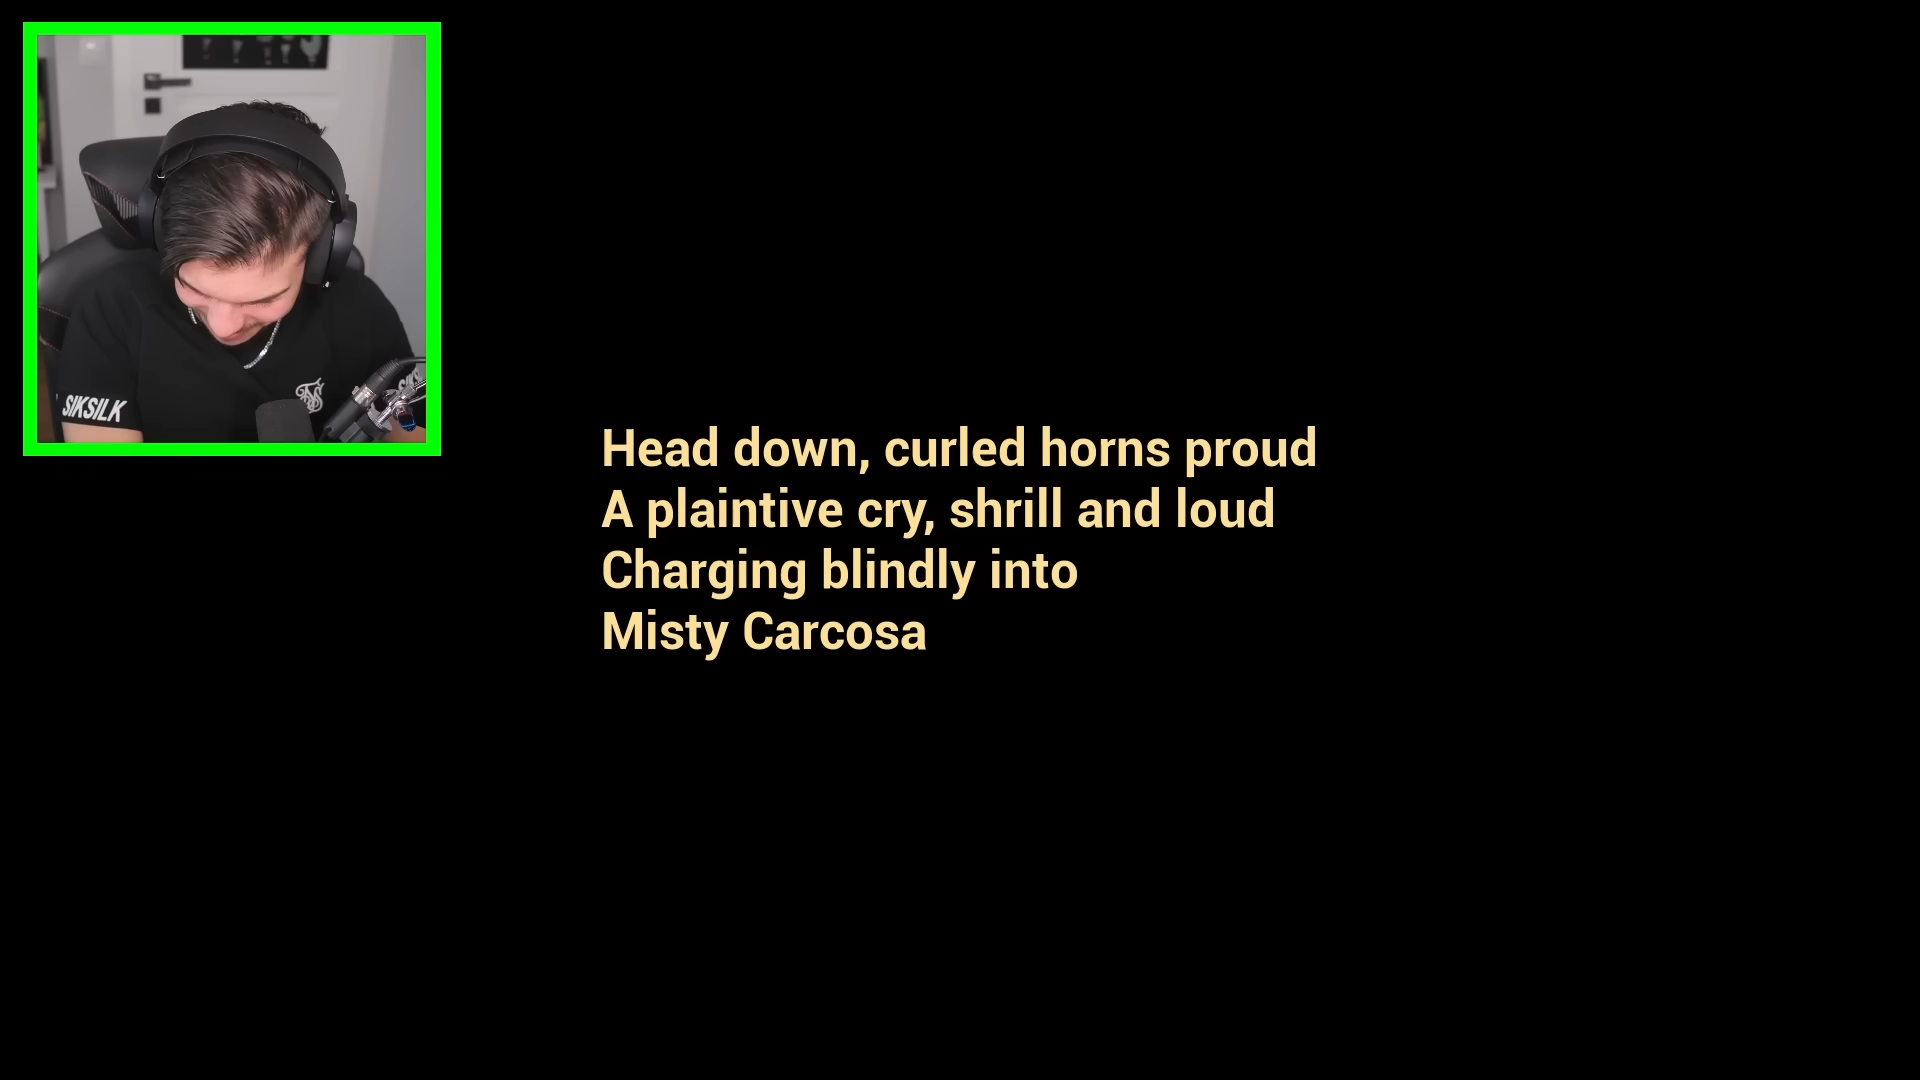 SIKSILK
Head down, curled horns proud
A plaintive cry, shrill and loud
Charging blindly into
Misty Carcosa